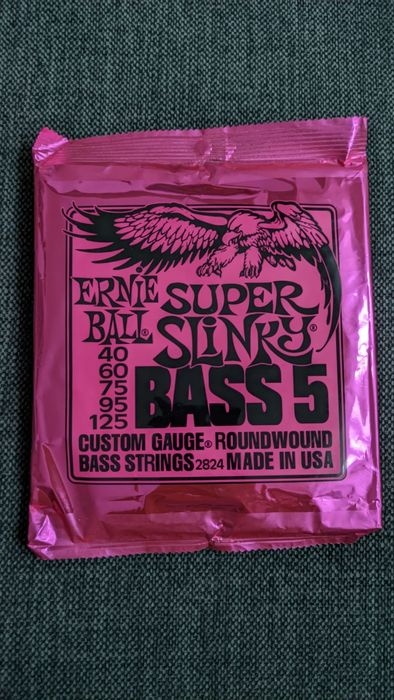 ERNIE BALL®
SUPER SLINKY®
40
60
75
95
125
BASS 5
CUSTOM GAUGE® ROUNDWOUND
BASS STRINGS 2824 MADE IN USA